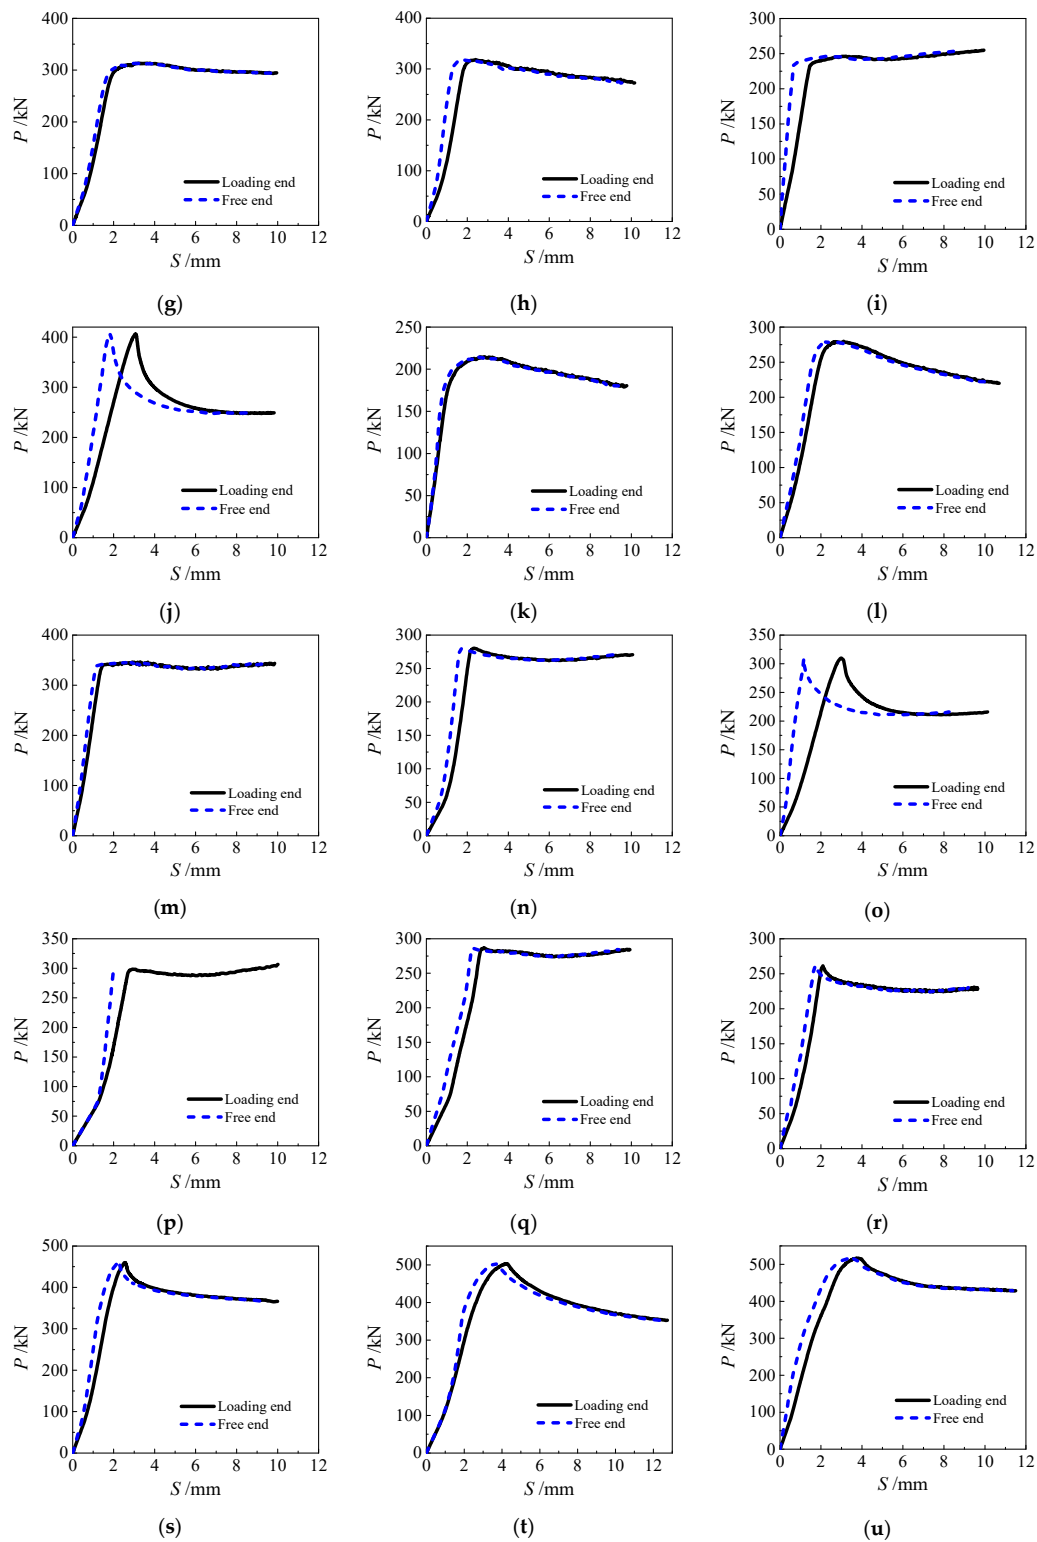 400
300
200
100
0
0 2 4 6 8 10 12
P /kN
S /mm
Loading end
Free end
(g)
400
300
200
100
0
0 2 4 6 8 10 12
P /kN
S /mm
Loading end
Free end
(h)
300
250
200
150
100
50
0
0 2 4 6 8 10 12
P /kN
S /mm
Loading end
Free end
(i)
400
300
200
100
0
0 2 4 6 8 10 12
P /kN
S /mm
Loading end
Free end
(j)
250
200
150
100
50
0
0 2 4 6 8 10 12
P /kN
S /mm
Loading end
Free end
(k)
300
250
200
150
100
50
0
0 2 4 6 8 10 12
P /kN
S /mm
Loading end
Free end
(l)
400
300
200
100
0
0 2 4 6 8 10 12
P /kN
S /mm
Loading end
Free end
(m)
300
250
200
150
100
50
0
0 2 4 6 8 10 12
P /kN
S /mm
Loading end
Free end
(n)
350
300
250
200
150
100
50
0
0 2 4 6 8 10 12
P /kN
S /mm
Loading end
Free end
(o)
350
300
250
200
150
100
50
0
0 2 4 6 8 10 12
P /kN
S /mm
Loading end
Free end
(p)
300
250
200
150
100
50
0
0 2 4 6 8 10 12
P /kN
S /mm
Loading end
Free end
(q)
300
250
200
150
100
50
0
0 2 4 6 8 10 12
P /kN
S /mm
Loading end
Free end
(r)
500
400
300
200
100
0
0 2 4 6 8 10 12
P /kN
S /mm
Loading end
Free end
(s)
500
400
300
200
100
0
0 2 4 6 8 10 12
P /kN
S /mm
Loading end
Free end
(t)
500
400
300
200
100
0
0 2 4 6 8 10 12
P /kN
S /mm
Loading end
Free end
(u)